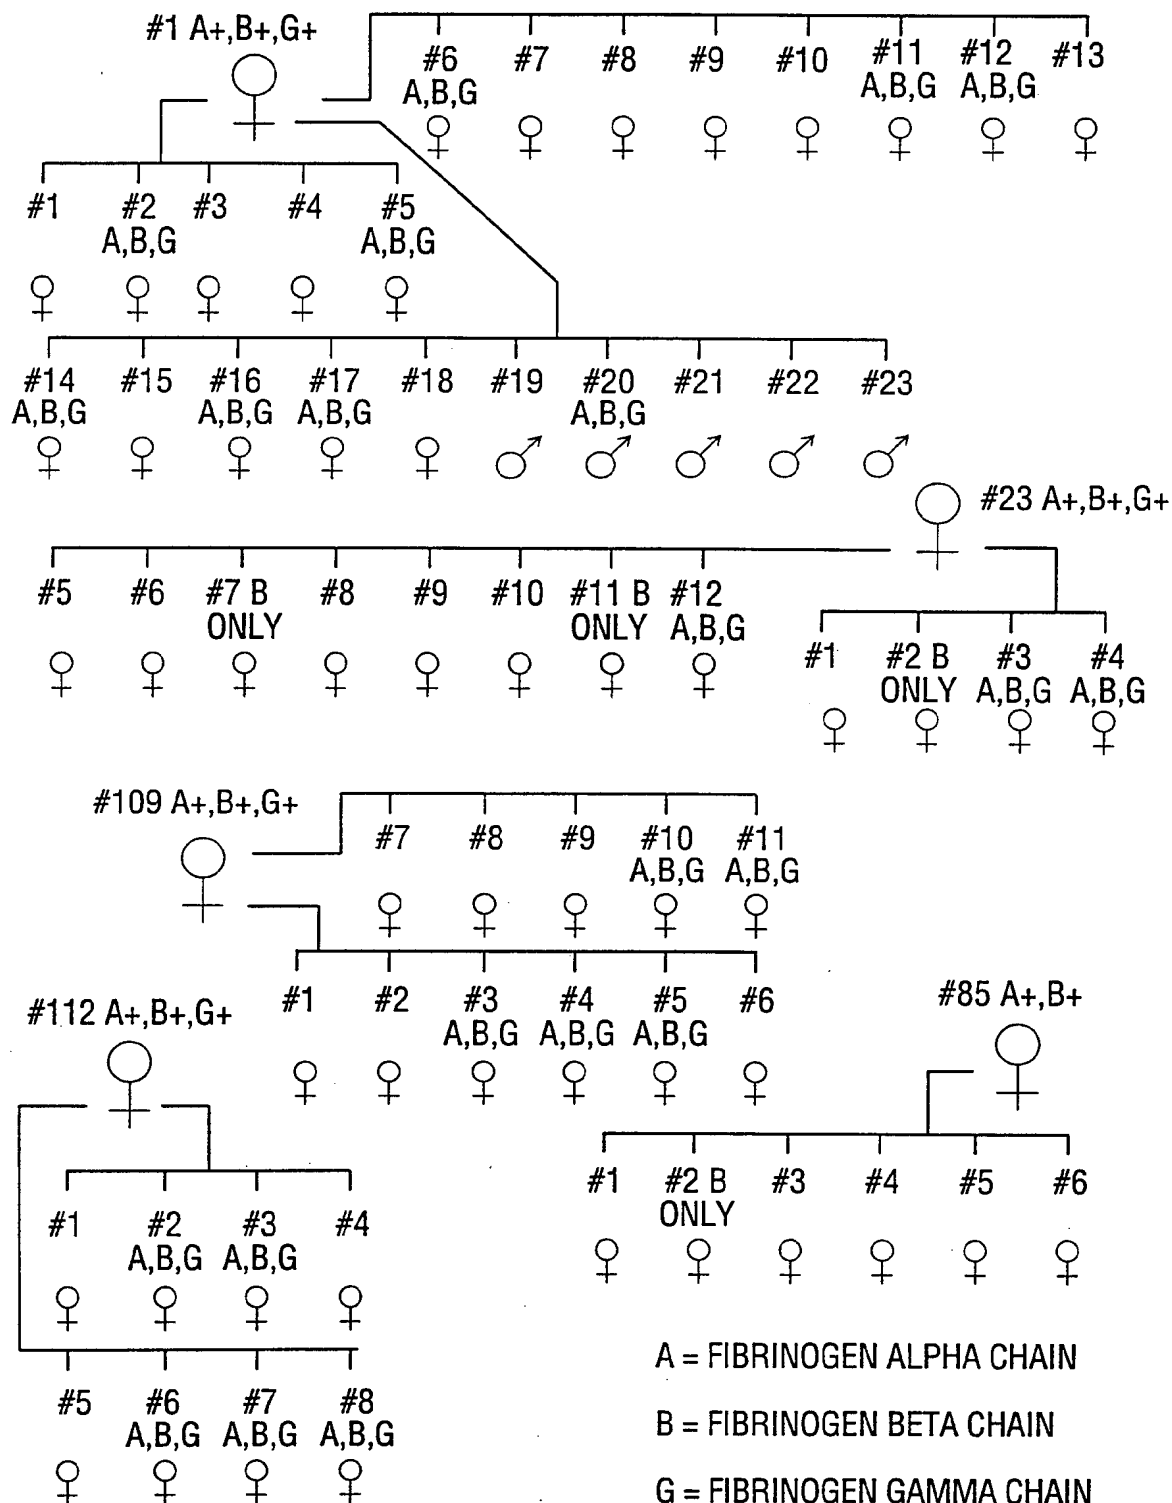 #1 A+,B+,G+
#6 #7 #8 #9 #10 #11 #12 #13
A,B,G A,B,G A,B,G
#1 #2 #3 #4 #5
A,B,G A,B,G
#14 #15 #16 #17 #18 #19 #20 #21 #22 #23
A,B,G A,B,G A,B,G A,B,G
#23 A+,B+,G+
#5 #6 #7 B #8 #9 #10 #11 B #12
ONLY ONLY A,B,G
#1 #2 B #3 #4
ONLY A,B,G A,B,G
#109 A+,B+,G+
#7 #8 #9 #10 #11
A,B,G A,B,G
#1 #2 #3 #4 #5 #6
A,B,G A,B,G A,B,G
#112 A+,B+,G+
#1 #2 #3 #4
A,B,G A,B,G
#5 #6 #7 #8
A,B,G A,B,G A,B,G
#85 A+,B+
#1 #2 B #3 #4 #5 #6
ONLY
A = FIBRINOGEN ALPHA CHAIN
B = FIBRINOGEN BETA CHAIN
G = FIBRINOGEN GAMMA CHAIN